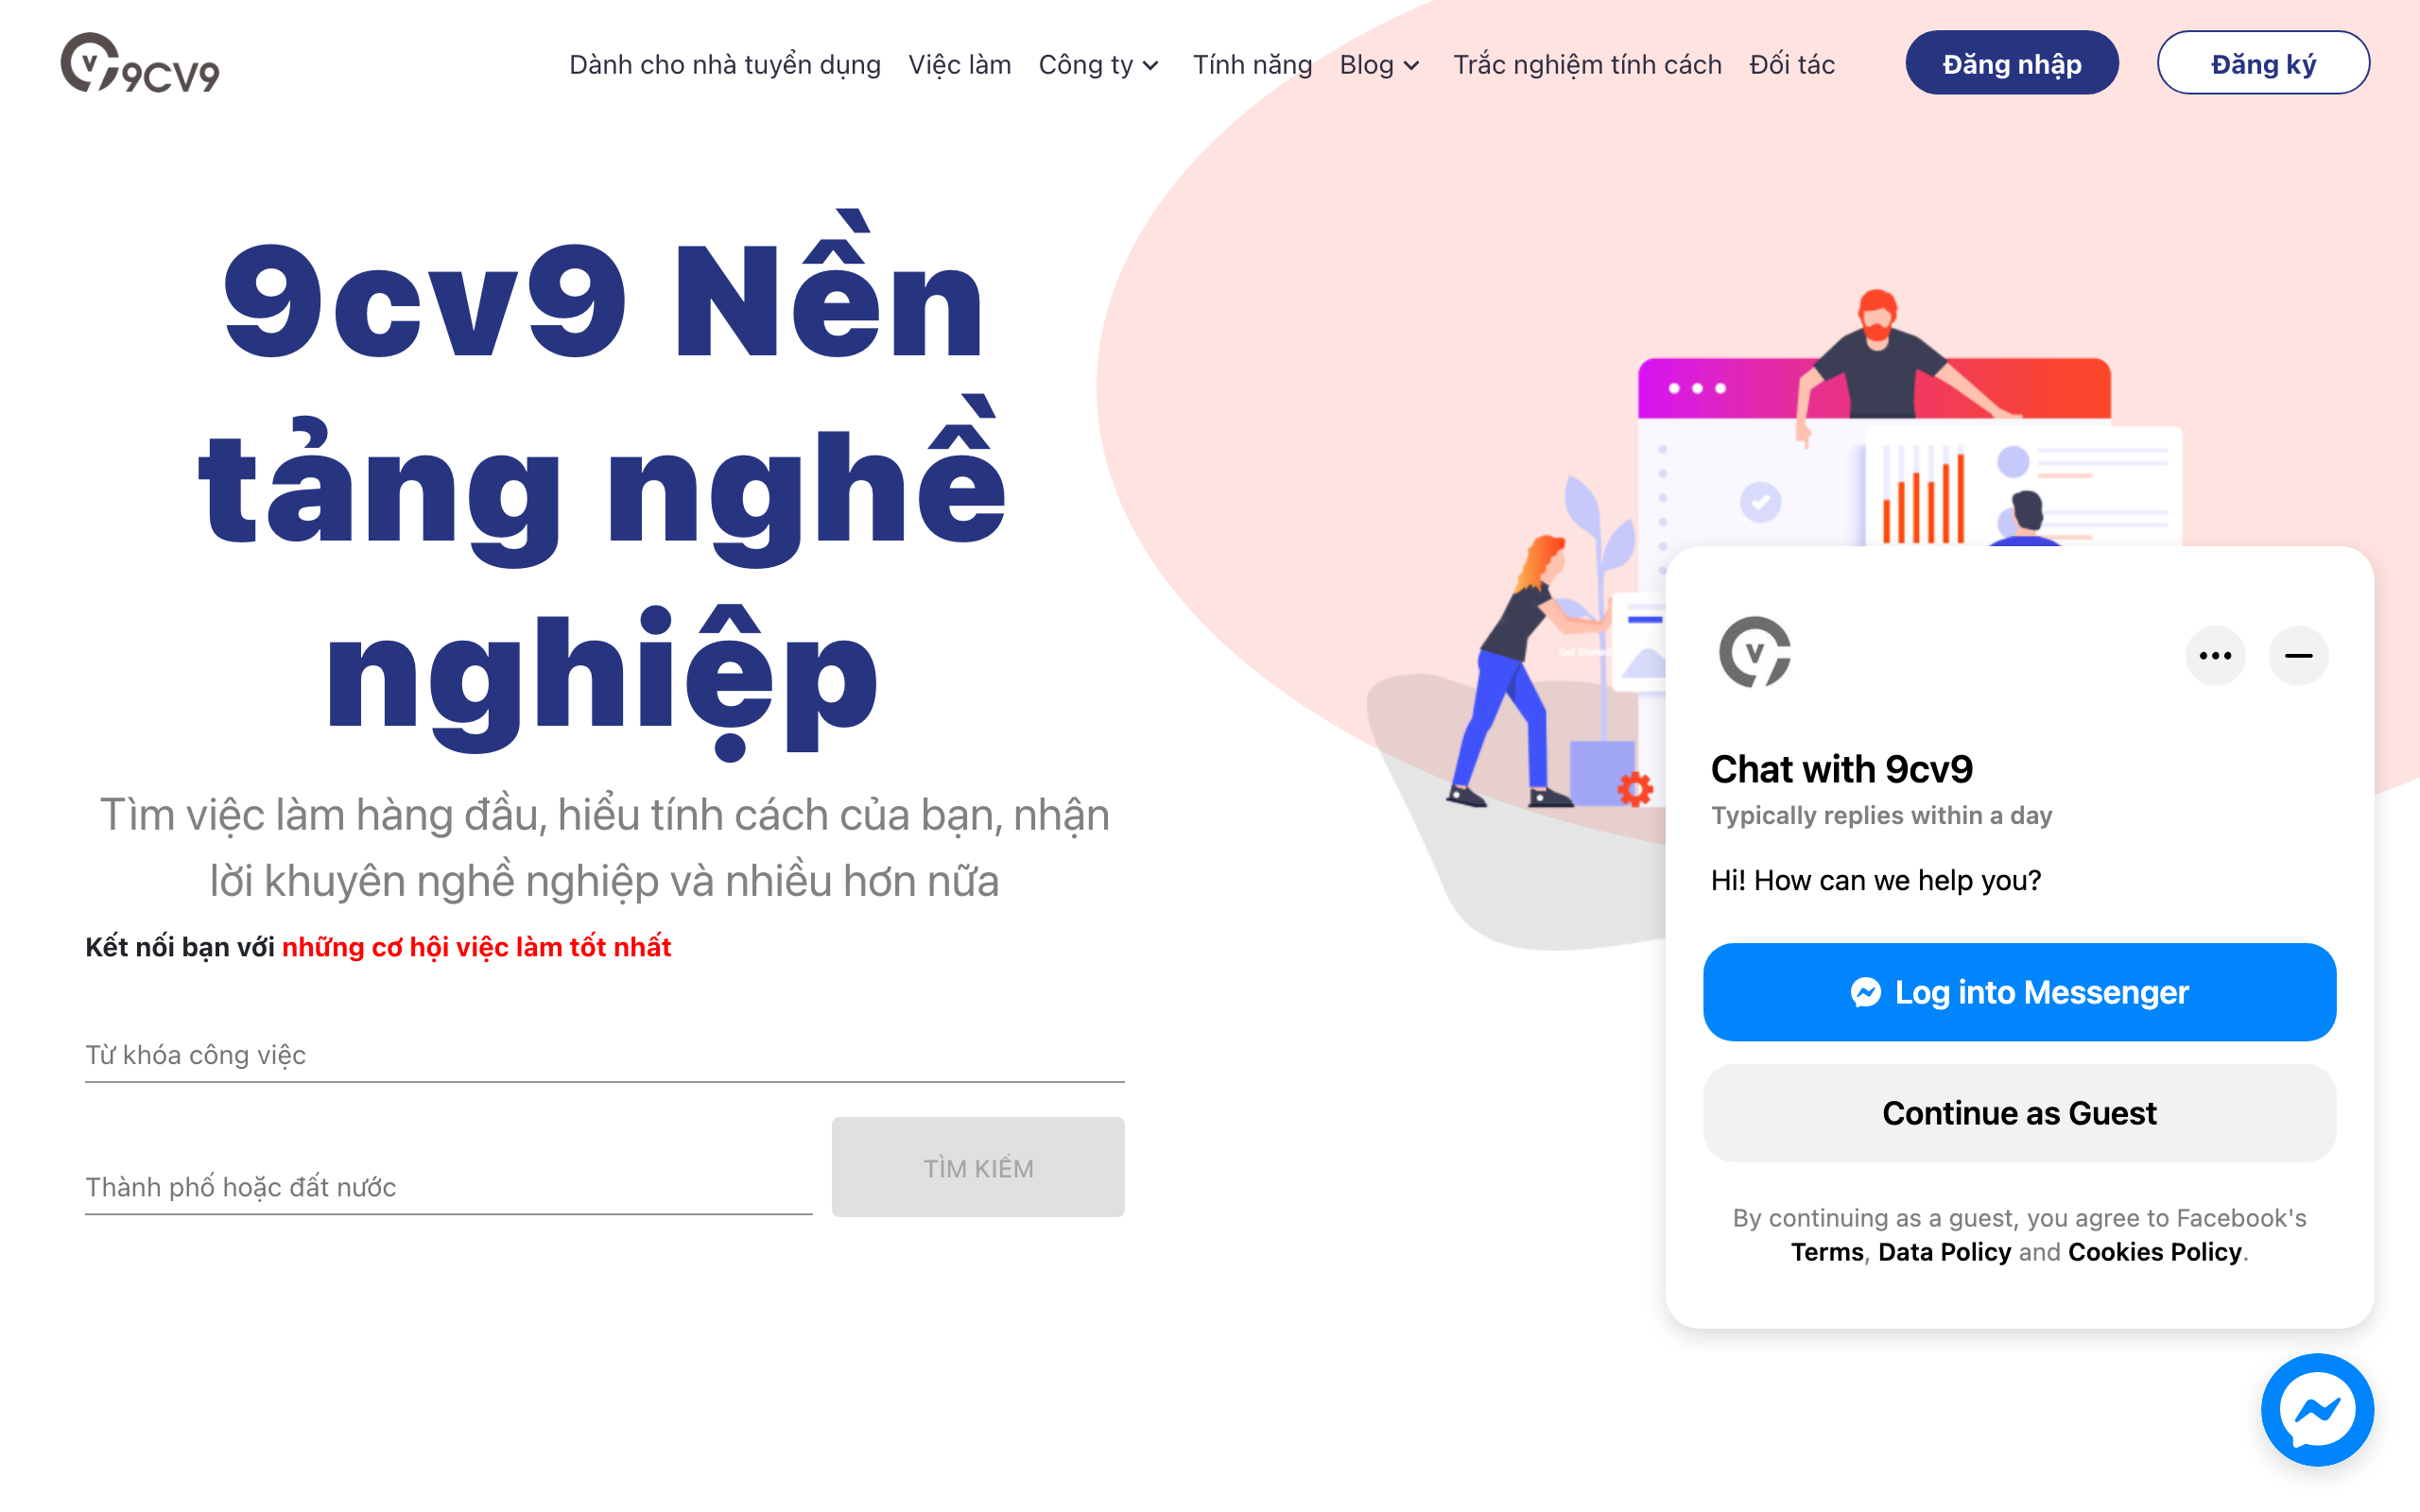 9CV9
Dành cho nhà tuyển dụng Việc làm Công ty Tính năng Blog Trắc nghiệm tính cách Đối tác Đăng nhập Đăng ký
9cv9 Nền
tảng nghề
nghiệp
Tìm việc làm hàng đầu, hiểu tính cách của bạn, nhận
lời khuyên nghề nghiệp và nhiều hơn nữa
Kết nối bạn với những cơ hội việc làm tốt nhất
Từ khóa công việc
Thành phố hoặc đất nước
TÌM KIẾM
Get Started
V
Chat with 9cv9
Typically replies within a day
Hi! How can we help you?
Log into Messenger
Continue as Guest
By continuing as a guest, you agree to Facebook's
Terms, Data Policy and Cookies Policy.